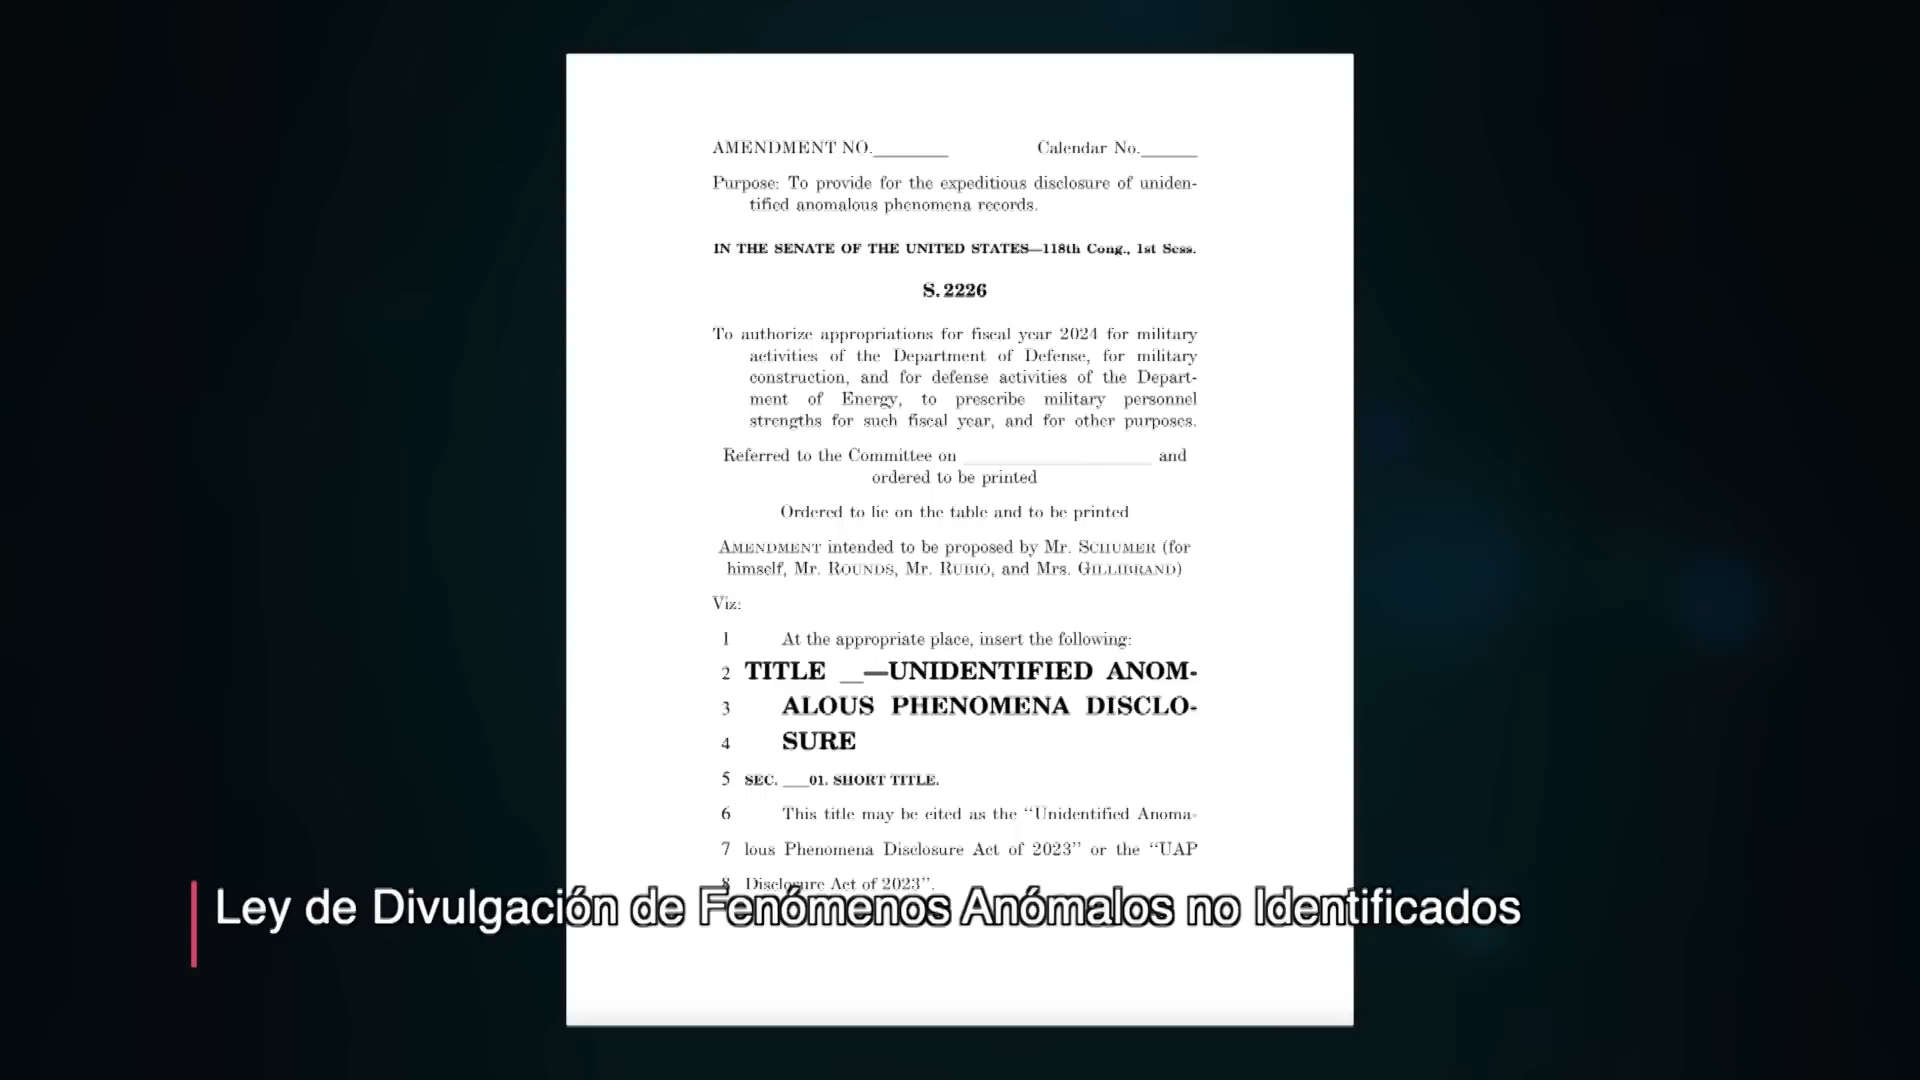 AMENDMENT NO.________ Calendar No.______
Purpose: To provide for the expeditious disclosure of uniden-
tified anomalous phenomena records.
IN THE SENATE OF THE UNITED STATES—118th Cong., 1st Sess.
S. 2226
To authorize appropriations for fiscal year 2024 for military
activities of the Department of Defense, for military
construction, and for defense activities of the Depart-
ment of Energy, to prescribe military personnel
strengths for such fiscal year, and for other purposes.
Referred to the Committee on ____________________ and
ordered to be printed
Ordered to lie on the table and to be printed
AMENDMENT intended to be proposed by Mr. SCHUMER (for
himself, Mr. ROUNDS, Mr. RUBIO, and Mrs. GILLIBRAND)
Viz:
1 At the appropriate place, insert the following:
2 TITLE __—UNIDENTIFIED ANOM-
3 ALOUS PHENOMENA DISCLO-
4 SURE
5 SEC. ___01. SHORT TITLE.
6 This title may be cited as the ‘‘Unidentified Anoma-
7 lous Phenomena Disclosure Act of 2023’’ or the ‘‘UAP
8 Disclosure Act of 2023’’.
Ley de Divulgación de Fenómenos Anómalos no Identificados